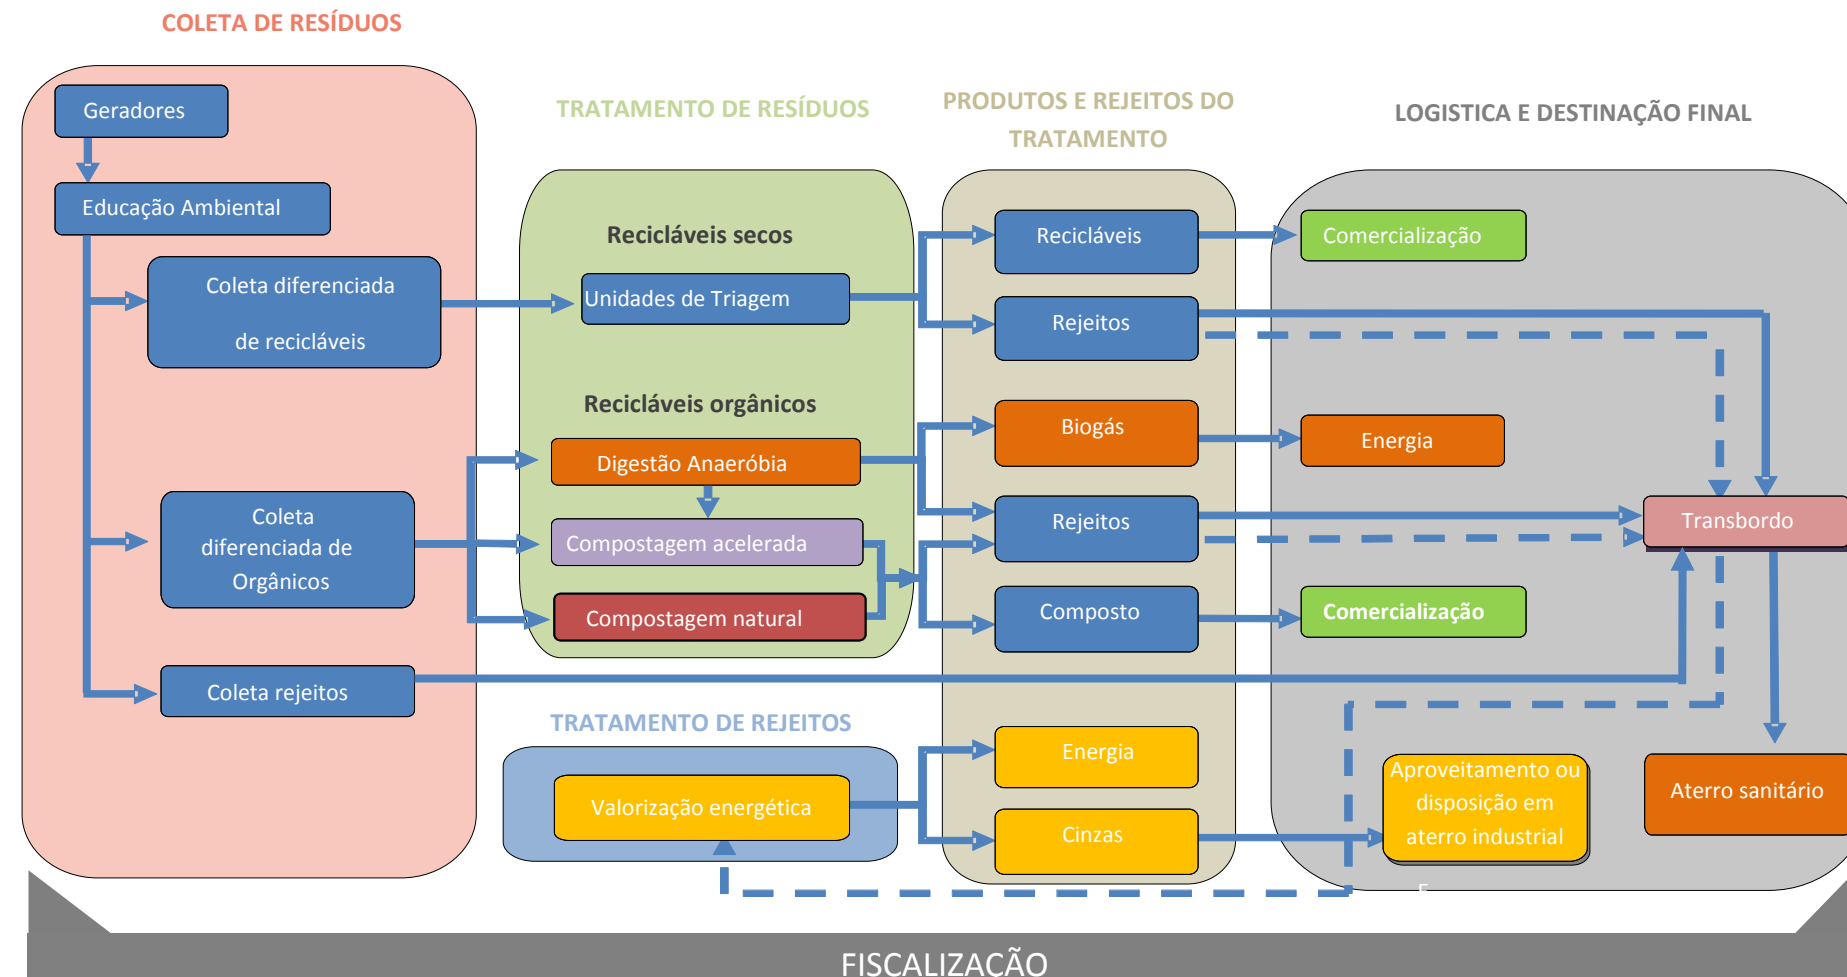 COLETA DE RESÍDUOS
Geradores
Educação Ambiental
Coleta diferenciada
de recicláveis
Coleta
diferenciada de
Orgânicos
Coleta rejeitos
TRATAMENTO DE RESÍDUOS
Recicláveis secos
Unidades de Triagem
Recicláveis orgânicos
Digestão Anaeróbia
Compostagem acelerada
Compostagem natural
TRATAMENTO DE REJEITOS
Valorização energética
PRODUTOS E REJEITOS DO
TRATAMENTO
Recicláveis
Rejeitos
Biogás
Rejeitos
Composto
Energia
Cinzas
LOGISTICA E DESTINAÇÃO FINAL
Comercialização
Energia
Transbordo
Comercialização
Aproveitamento ou
disposição em
aterro industrial
Aterro sanitário
FISCALIZAÇÃO